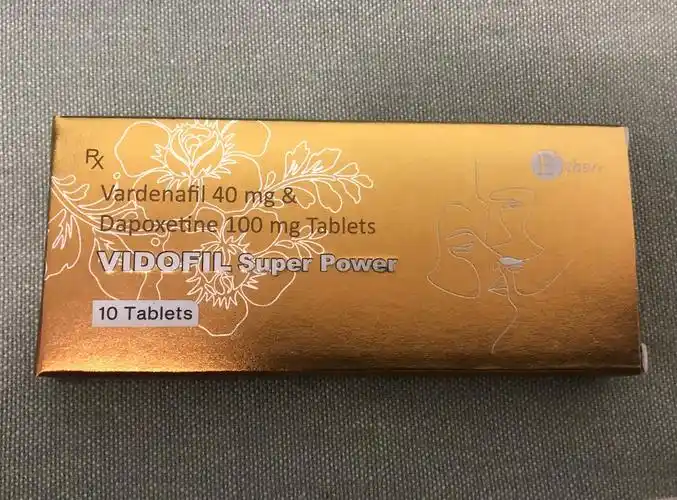 Rx
Vardenafil 40 mg &
Dapoxetine 100 mg Tablets
VIDOFIL Super Power
10 Tablets